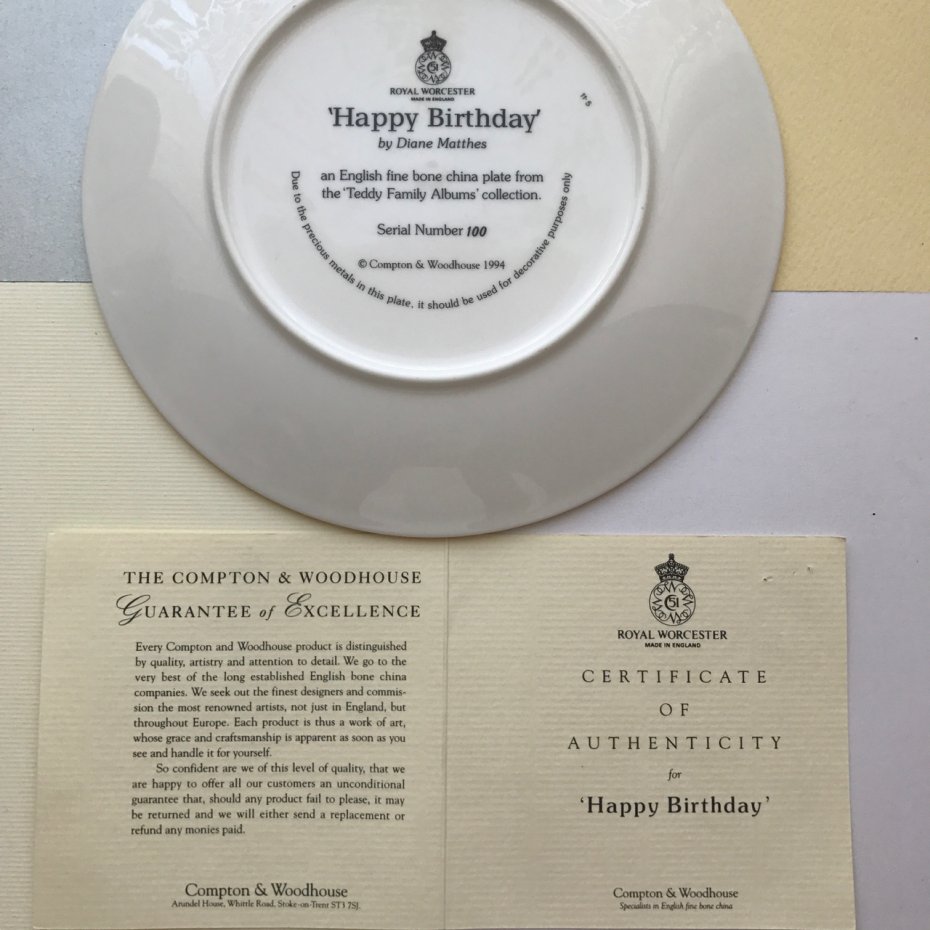 ROYAL WORCESTER
MADE IN ENGLAND
'Happy Birthday'
by Diane Matthes
an English fine bone china plate from
the 'Teddy Family Albums' collection.
Serial Number 100
© Compton & Woodhouse 1994
Due to the precious metals in this plate, it should be used for decorative purposes only
THE COMPTON & WOODHOUSE
GUARANTEE of EXCELLENCE
Every Compton and Woodhouse product is distinguished
by quality, artistry and attention to detail. We go to the
very best of the long established English bone china
companies. We seek out the finest designers and commis-
sion the most renowned artists, not just in England, but
throughout Europe. Each product is thus a work of art,
whose grace and craftsmanship is apparent as soon as you
see and handle it for yourself.
So confident are we of this level of quality, that we
are happy to offer all our customers an unconditional
guarantee that, should any product fail to please, it may
be returned and we will either send a replacement or
refund any monies paid.
Compton & Woodhouse
Arundel House, Whittle Road, Stoke-on-Trent ST3 7SJ.
51
ROYAL WORCESTER
MADE IN ENGLAND
CERTIFICATE
OF
AUTHENTICITY
for
'Happy Birthday'
Compton & Woodhouse
Specialists in English fine bone china